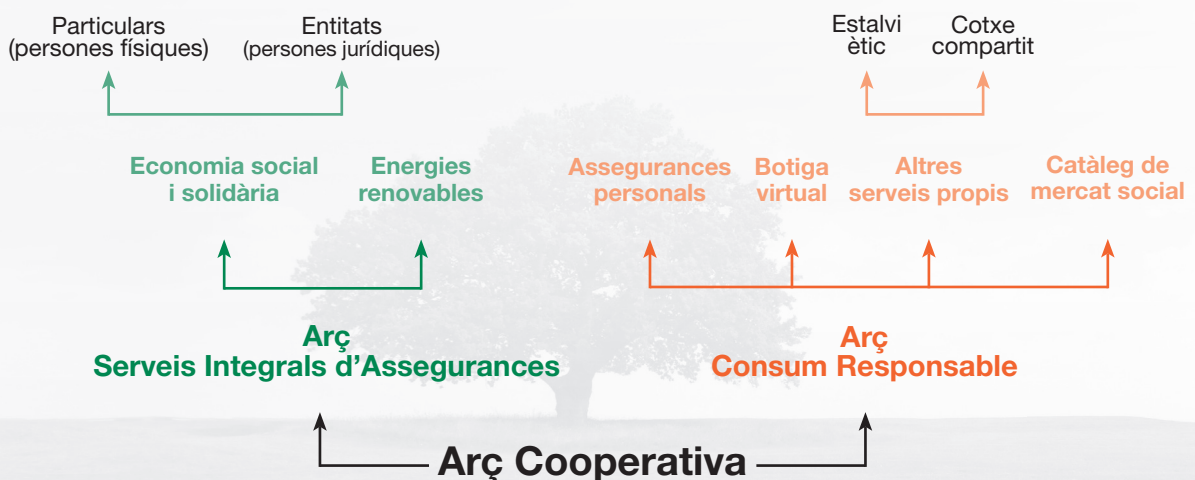 Particulars
(persones físiques)
Entitats
(persones jurídiques)
Estalvi
ètic
Cotxe
compartit
Economia social
i solidària
Energies
renovables
Assegurances
personals
Botiga
virtual
Altres
serveis propis
Catàleg de
mercat social
Arç
Serveis Integrals d’Assegurances
Arç
Consum Responsable
Arç Cooperativa